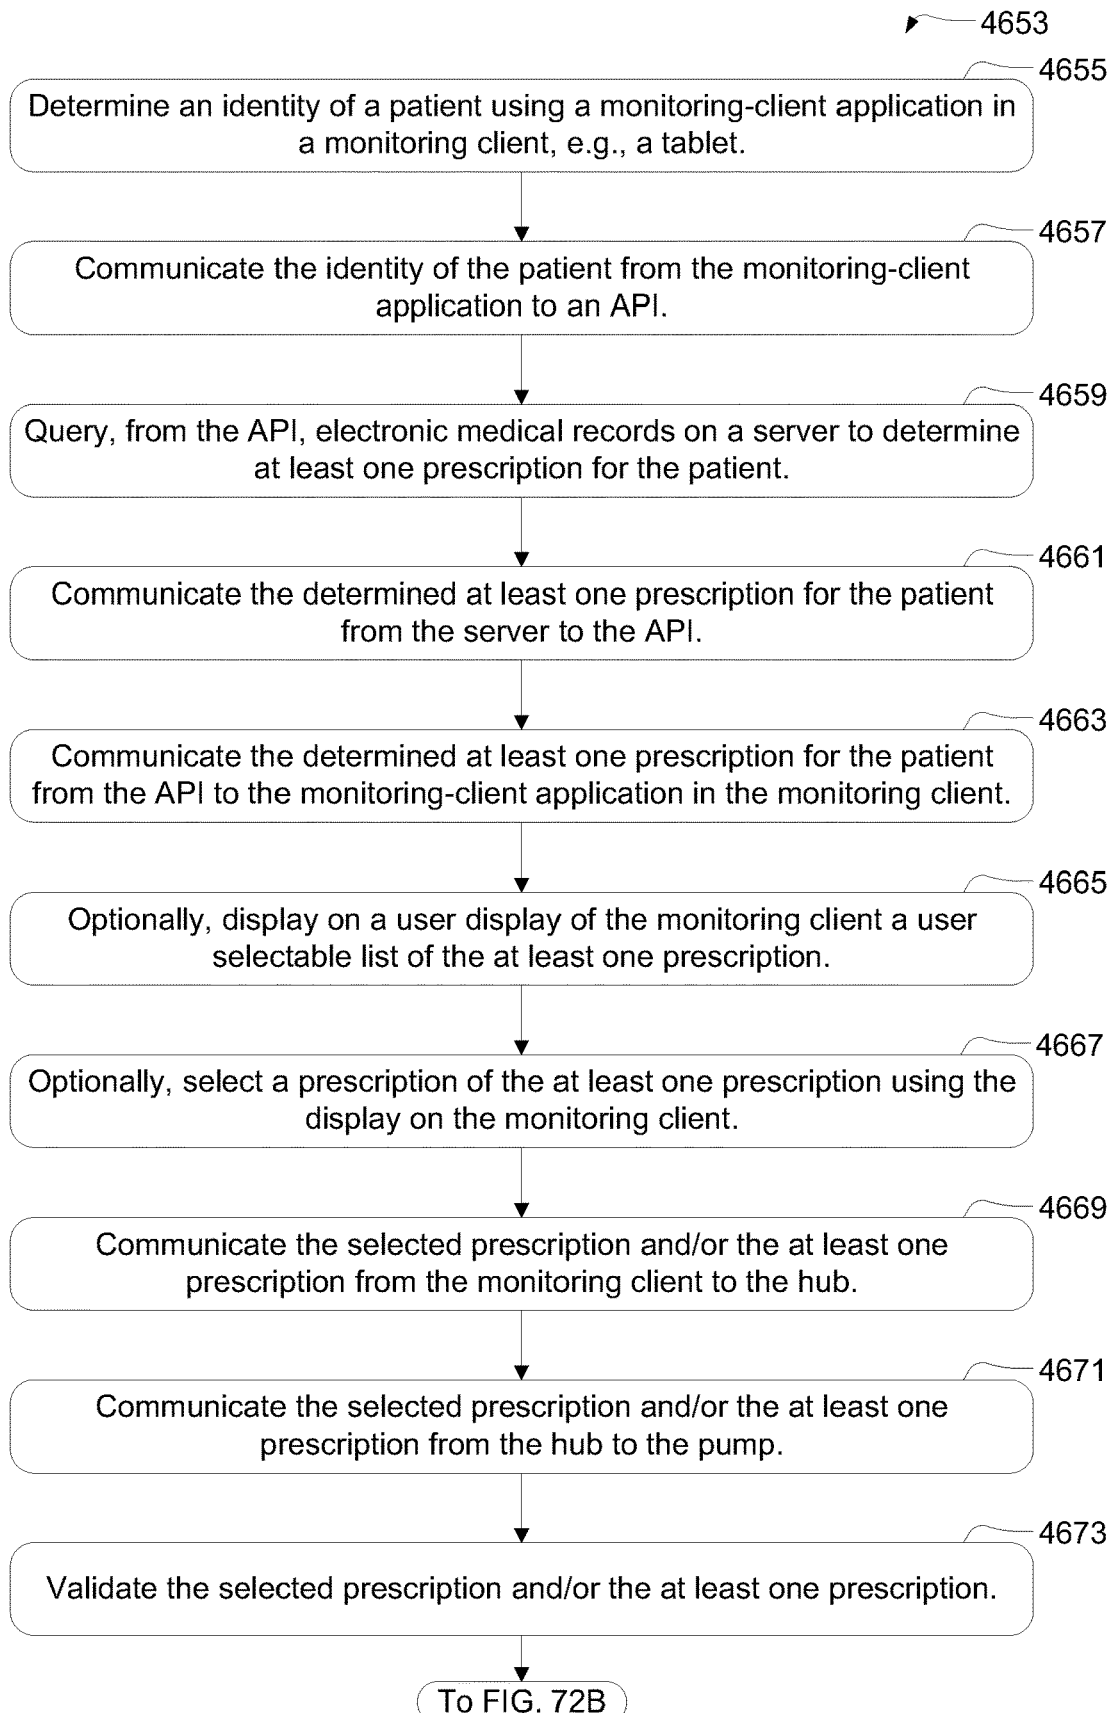 4653
4655
Determine an identity of a patient using a monitoring-client application in
a monitoring client, e.g., a tablet.
4657
Communicate the identity of the patient from the monitoring-client
application to an API.
4659
Query, from the API, electronic medical records on a server to determine
at least one prescription for the patient.
4661
Communicate the determined at least one prescription for the patient
from the server to the API.
4663
Communicate the determined at least one prescription for the patient
from the API to the monitoring-client application in the monitoring client.
4665
Optionally, display on a user display of the monitoring client a user
selectable list of the at least one prescription.
4667
Optionally, select a prescription of the at least one prescription using the
display on the monitoring client.
4669
Communicate the selected prescription and/or the at least one
prescription from the monitoring client to the hub.
4671
Communicate the selected prescription and/or the at least one
prescription from the hub to the pump.
4673
Validate the selected prescription and/or the at least one prescription.
To FIG. 72B